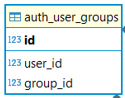 auth_user_groups
123 id
123 user_id
123 group_id